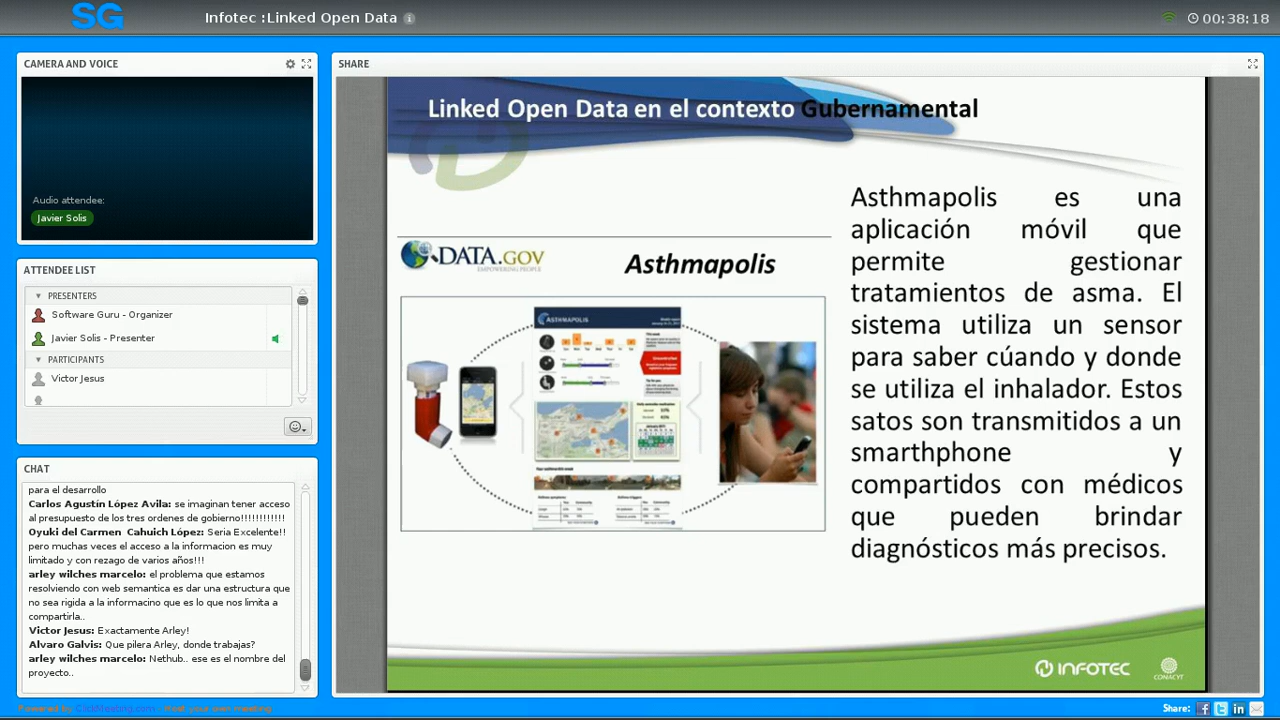 SG
Infotec :Linked Open Data
00:38:18
CAMERA AND VOICE
Audio attendee:
Javier Solis
ATTENDEE LIST
PRESENTERS
Software Guru - Organizer
Javier Solis - Presenter
PARTICIPANTS
Victor Jesus
CHAT
para el desarrollo
Carlos Agustín López Avila: se imaginan tener acceso
al presupuesto de los tres ordenes de gobierno!!!!!!!!!!!!
Oyuki del Carmen Cahuich López: Seria Excelente!!
pero muchas veces el acceso a la informacion es muy
limitado y con rezago de varios años!!!
arley wilches marcelo: el problema que estamos
resolviendo con web semantica es dar una estructura que
no sea rigida a la informacino que es lo que nos limita a
compartirla..
Victor Jesus: Exactamente Arley!
Alvaro Galvis: Que pilera Arley, donde trabajas?
arley wilches marcelo: Nethub.. ese es el nombre del
proyecto..
Powered by ClickMeeting.com . Host your own meeting
SHARE
Linked Open Data en el contexto Gubernamental
DATA.GOV
EMPOWERING PEOPLE
Asthmapolis
ASTHMAPOLIS
Asthmapolis es una
aplicación móvil que
permite gestionar
tratamientos de asma. El
sistema utiliza un sensor
para saber cúando y donde
se utiliza el inhalador. Estos
satos son transmitidos a un
smarthphone y
compartidos con médicos
que pueden brindar
diagnósticos más precisos.
INFOTEC
CONACYT
Share: